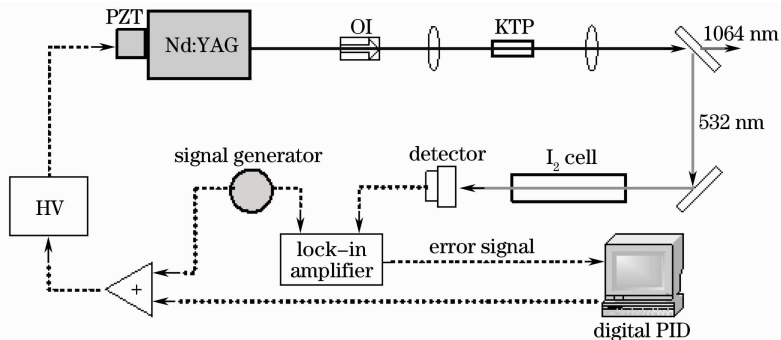 PZT
Nd:YAG
OI
KTP
1064 nm
532 nm
signal generator
detector
I₂ cell
HV
lock-in
amplifier
error signal
+
digital PID